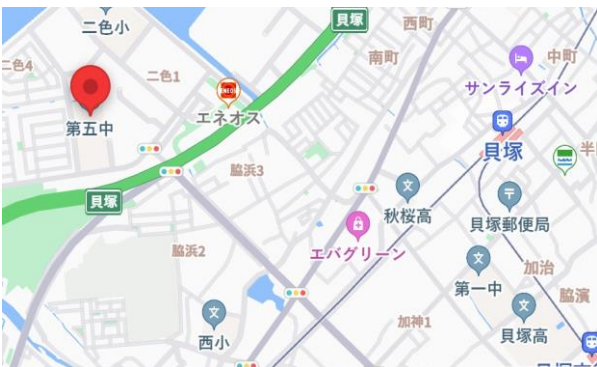 貝塚
西町
二色小
南町
中町
二色4
二色1
サンライズイン
ENEOS
エネオス
第五中
貝塚
脇浜3
貝塚
秋桜高
貝塚郵便局
脇浜2
エバグリーン
加治
第一中
脇濱
西小
加神1
貝塚高